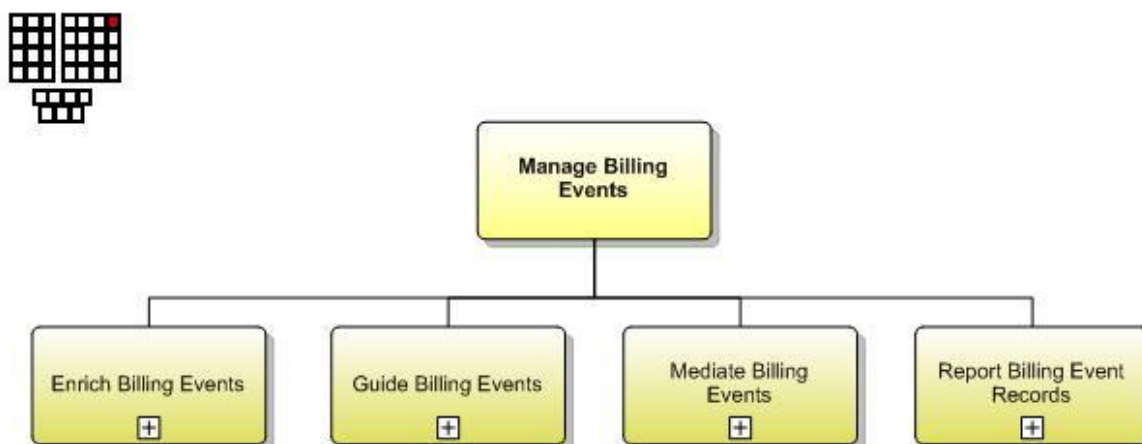 Manage Billing
Events
Enrich Billing Events
Guide Billing Events
Mediate Billing
Events
Report Billing Event
Records